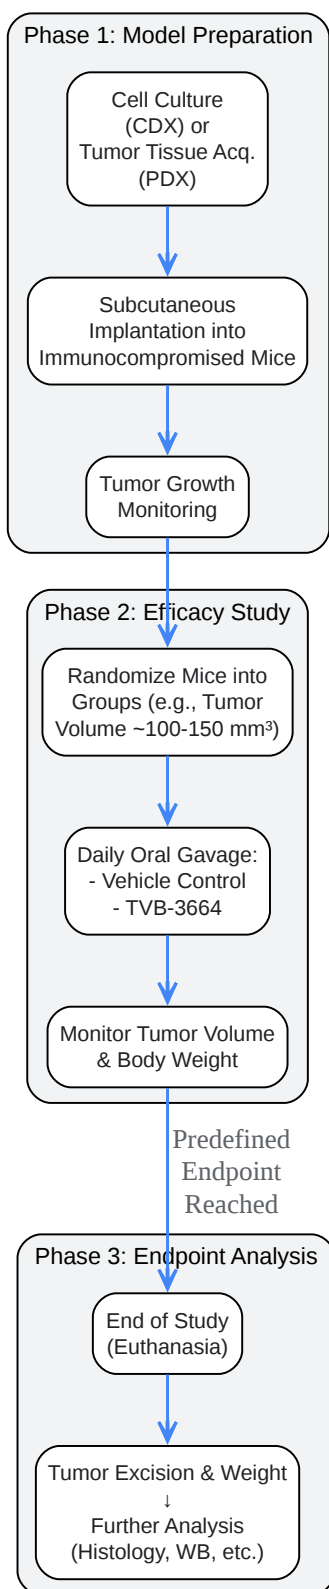 Phase 1: Model Preparation
Cell Culture
(CDX) or
Tumor Tissue Acq.
(PDX)
Subcutaneous
Implantation into
Immunocompromised Mice
Tumor Growth
Monitoring
Phase 2: Efficacy Study
Randomize Mice into
Groups (e.g., Tumor
Volume ~100-150 mm³)
Daily Oral Gavage:
- Vehicle Control
- TVB-3664
Monitor Tumor Volume
& Body Weight
Predefined
Endpoint
Reached
Phase 3: Endpoint Analysis
End of Study
(Euthanasia)
Tumor Excision & Weight
↓
Further Analysis
(Histology, WB, etc.)